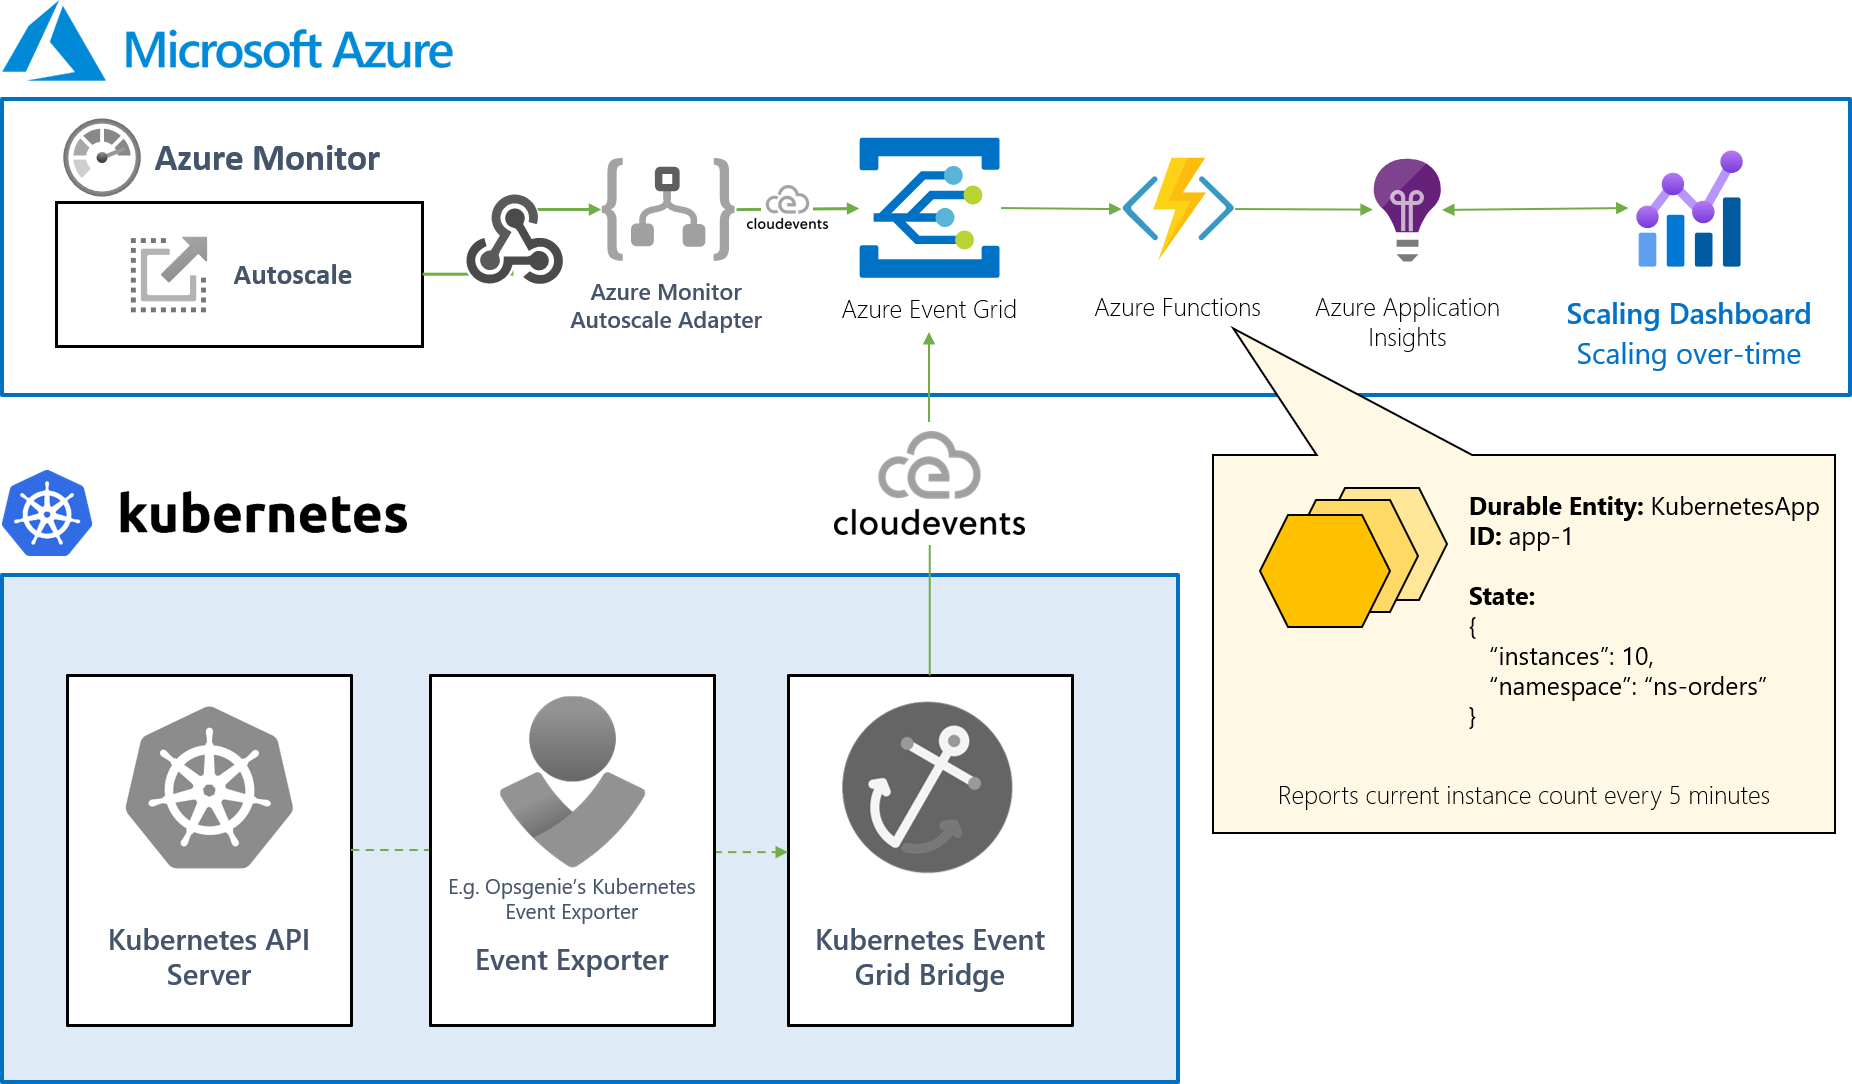 Microsoft Azure
Azure Monitor
Autoscale
Azure Monitor
Autoscale Adapter
cloudevents
Azure Event Grid
Azure Functions
Azure Application
Insights
Scaling Dashboard
Scaling over-time
kubernetes
cloudevents
Durable Entity: KubernetesApp
ID: app-1
State:
{
“instances”: 10,
“namespace”: “ns-orders”
}
Reports current instance count every 5 minutes
Kubernetes API
Server
E.g. Opsgenie’s Kubernetes
Event Exporter
Event Exporter
Kubernetes Event
Grid Bridge